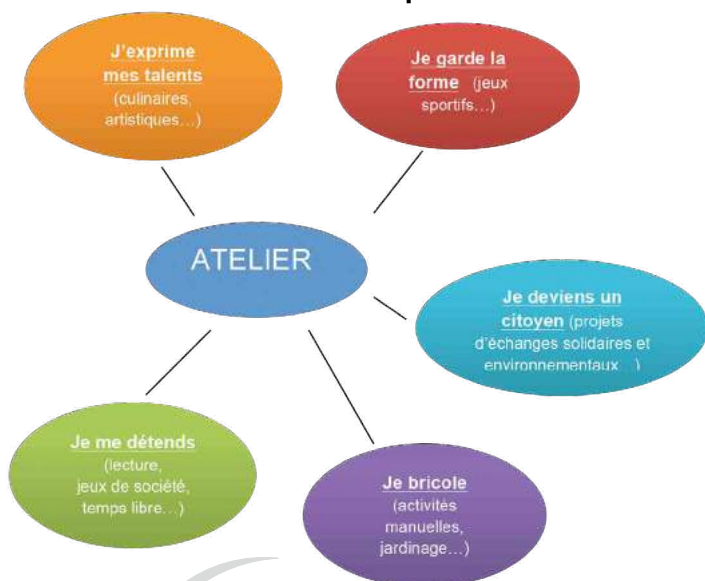 J'exprime
mes talents
(culinaires,
artistiques...)
Je garde la
forme (jeux
sportifs...)
ATELIER
Je deviens un
citoyen (projets
d'échanges solidaires et
environnementaux...)
Je me détends
(lecture,
jeux de société,
temps libre...)
Je bricole
(activités
manuelles,
jardinage...)